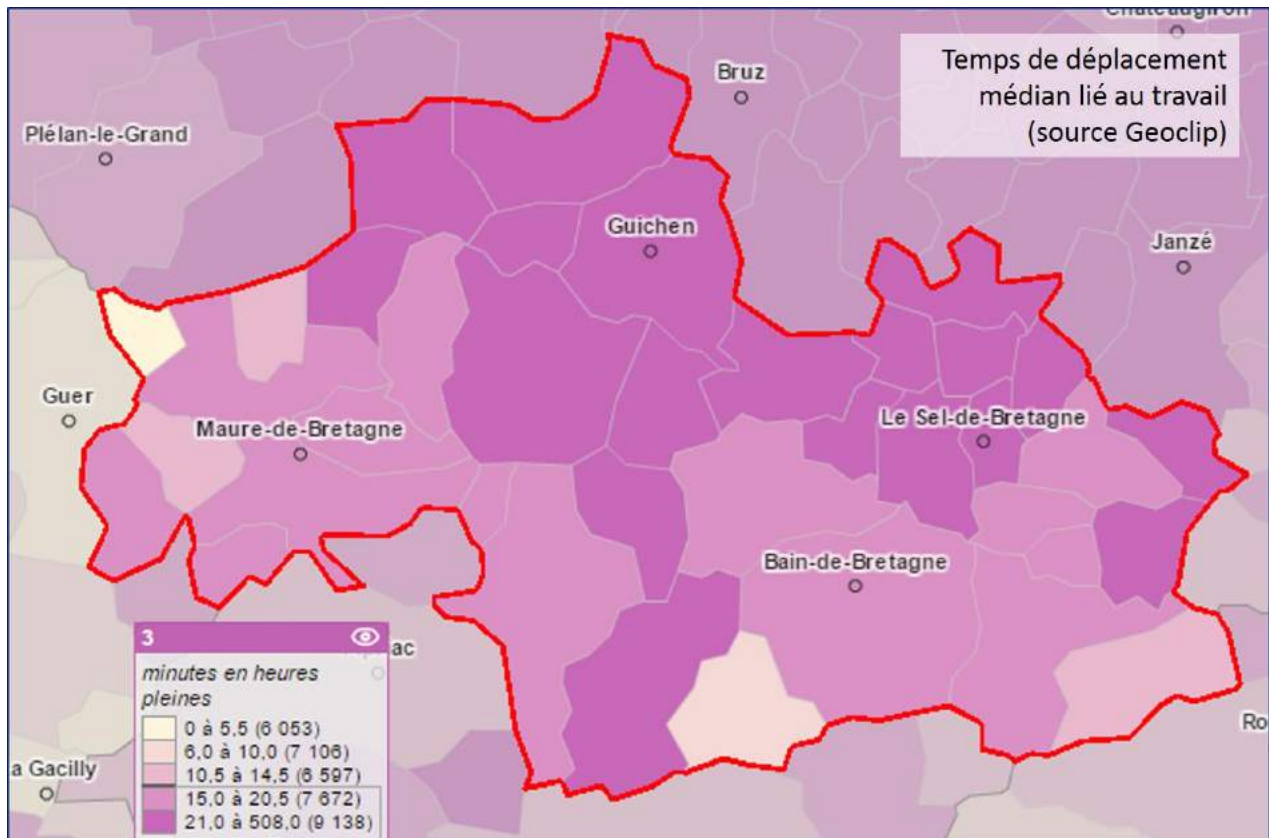 Châteaugiron
Temps de déplacement
médian lié au travail
(source Geoclip)
Bruz
Plélan-le-Grand
Guichen
Janzé
Guer
Maure-de-Bretagne
Le Sel-de-Bretagne
Bain-de-Bretagne
3
minutes en heures
pleines
0 à 5,5 (6 053)
6,0 à 10,0 (7 106)
10,5 à 14,5 (6 597)
15,0 à 20,5 (7 672)
21,0 à 508,0 (9 138)
ac
Ro
a Gacilly